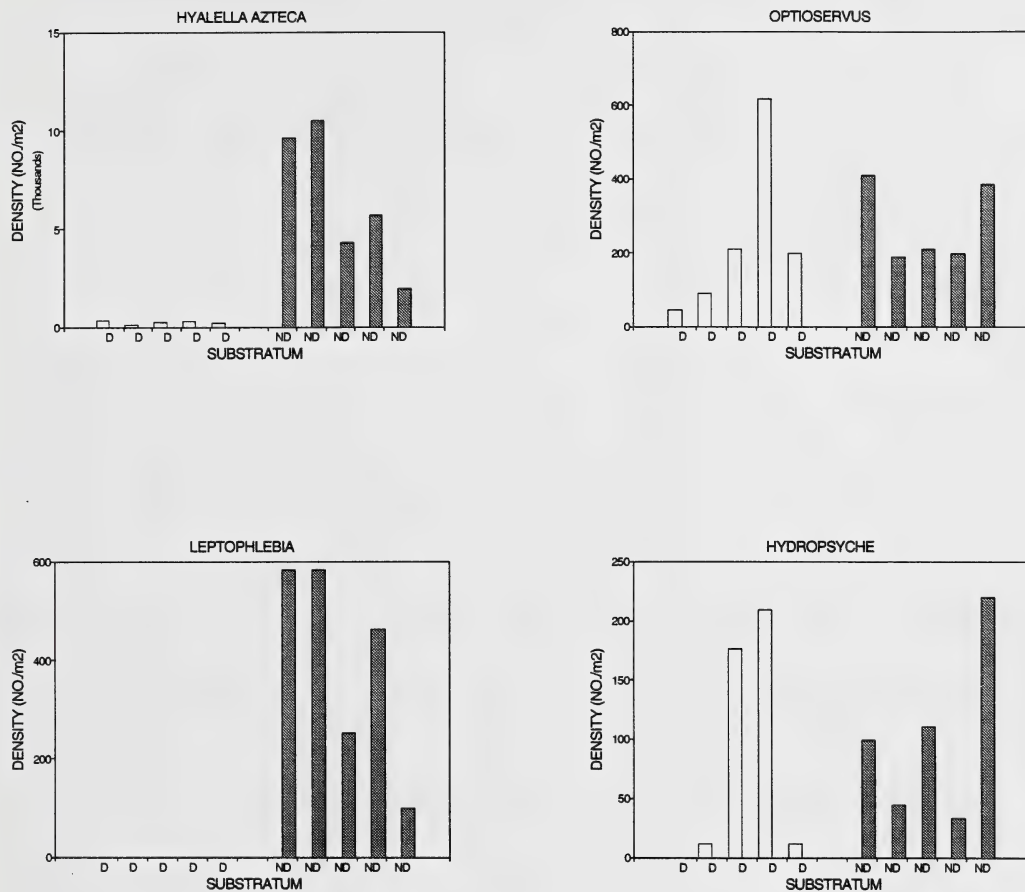 HYALELLA AZTECA
15
10
5
0
DENSITY (NO./m2)
(Thousands)
D D D D D ND ND ND ND ND
SUBSTRATUM
OPTIOSERVUS
800
600
400
200
0
DENSITY (NO./m2)
D D D D D ND ND ND ND ND
SUBSTRATUM
LEPTOPHLEBIA
600
400
200
0
DENSITY (NO./m2)
D D D D D ND ND ND ND ND
SUBSTRATUM
HYDROPSYCHE
250
200
150
100
50
0
DENSITY (NO./m2)
D D D D D ND ND ND ND ND
SUBSTRATUM